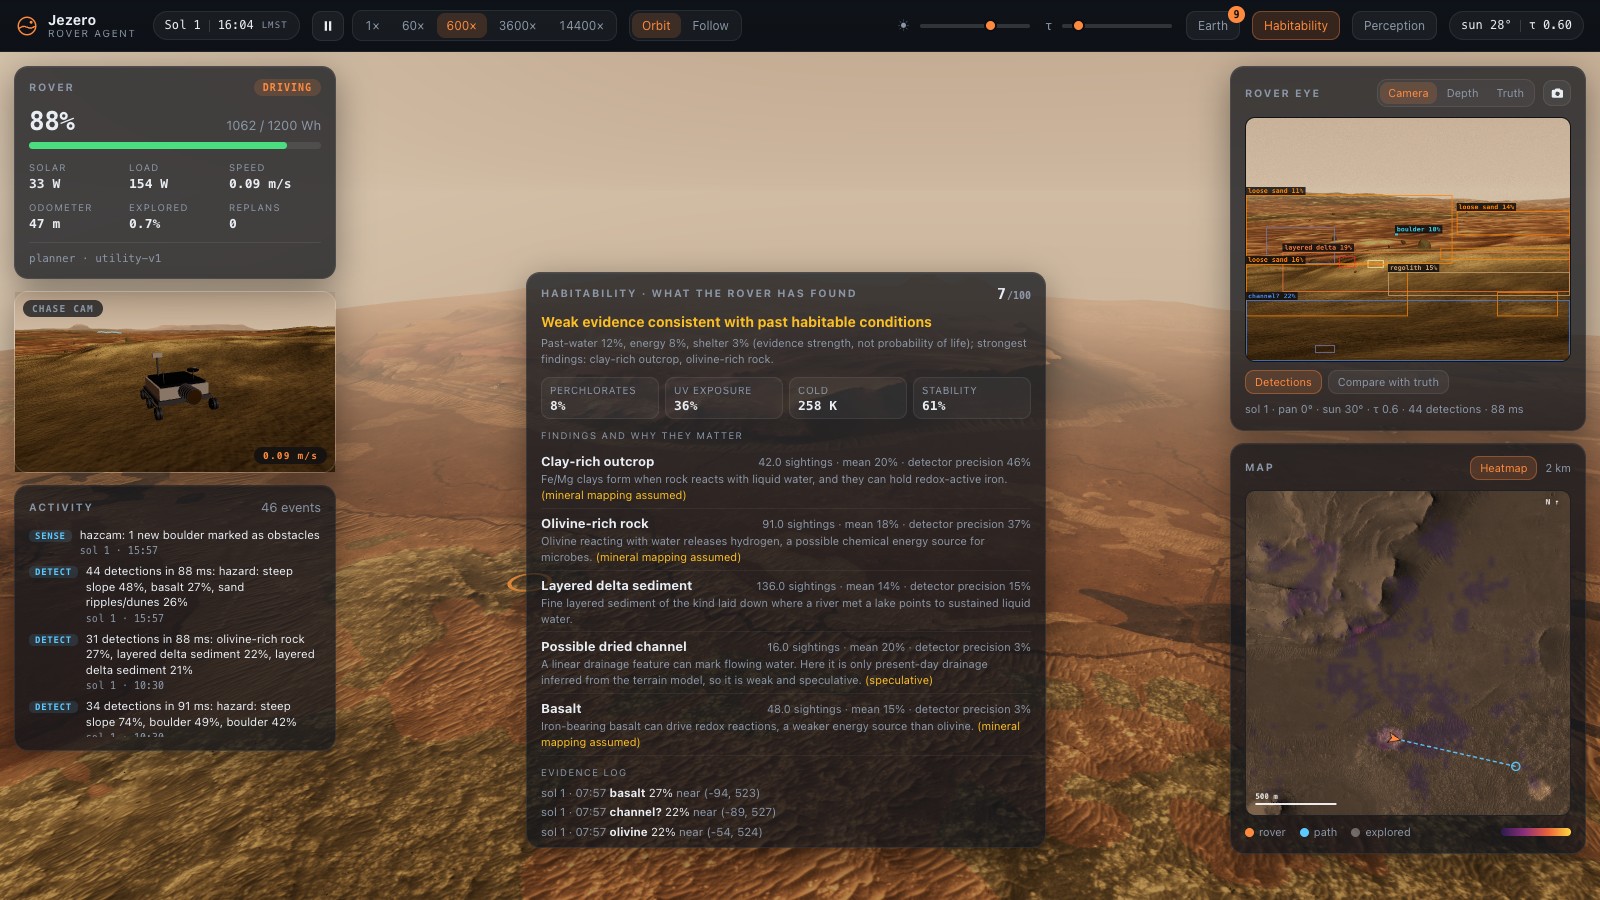 Jezero
ROVER AGENT
Sol 1 | 16:04 LMST
1× 60× 600× 3600× 14400×
Orbit Follow
τ
Earth 9
Habitability
Perception
sun 28° | τ 0.60
ROVER DRIVING
88% 1062 / 1200 Wh
SOLAR LOAD SPEED
33 W 154 W 0.09 m/s
ODOMETER EXPLORED REPLANS
47 m 0.7% 0
planner · utility-v1
CHASE CAM
0.09 m/s
ACTIVITY 46 events
SENSE hazcam: 1 new boulder marked as obstacles
sol 1 · 15:57
DETECT 44 detections in 88 ms: hazard: steep
slope 48%, basalt 27%, sand
ripples/dunes 26%
sol 1 · 15:57
DETECT 31 detections in 88 ms: olivine-rich rock
27%, layered delta sediment 22%, layered
delta sediment 21%
sol 1 · 10:30
DETECT 34 detections in 91 ms: hazard: steep
slope 74%, boulder 49%, boulder 42%
sol 1 · 10:30
HABITABILITY · WHAT THE ROVER HAS FOUND 7/100
Weak evidence consistent with past habitable conditions
Past-water 12%, energy 8%, shelter 3% (evidence strength, not probability of life); strongest
findings: clay-rich outcrop, olivine-rich rock.
PERCHLORATES UV EXPOSURE COLD STABILITY
8% 36% 258 K 61%
FINDINGS AND WHY THEY MATTER
Clay-rich outcrop 42.0 sightings · mean 20% · detector precision 46%
Fe/Mg clays form when rock reacts with liquid water, and they can hold redox-active iron.
(mineral mapping assumed)
Olivine-rich rock 91.0 sightings · mean 18% · detector precision 37%
Olivine reacting with water releases hydrogen, a possible chemical energy source for
microbes. (mineral mapping assumed)
Layered delta sediment 136.0 sightings · mean 14% · detector precision 15%
Fine layered sediment of the kind laid down where a river met a lake points to sustained liquid
water.
Possible dried channel 16.0 sightings · mean 20% · detector precision 3%
A linear drainage feature can mark flowing water. Here it is only present-day drainage
inferred from the terrain model, so it is weak and speculative. (speculative)
Basalt 48.0 sightings · mean 15% · detector precision 3%
Iron-bearing basalt can drive redox reactions, a weaker energy source than olivine. (mineral
mapping assumed)
EVIDENCE LOG
sol 1 · 07:57 basalt 27% near (-94, 523)
sol 1 · 07:57 channel? 22% near (-89, 527)
sol 1 · 07:57 olivine 22% near (-54, 524)
ROVER EYE Camera Depth Truth
loose sand 11%
loose sand 14%
boulder 10%
layered delta 19%
loose sand 16%
regolith 15%
channel? 22%
Detections Compare with truth
sol 1 · pan 0° · sun 30° · τ 0.6 · 44 detections · 88 ms
MAP Heatmap 2 km
N ↑
500 m
rover path explored